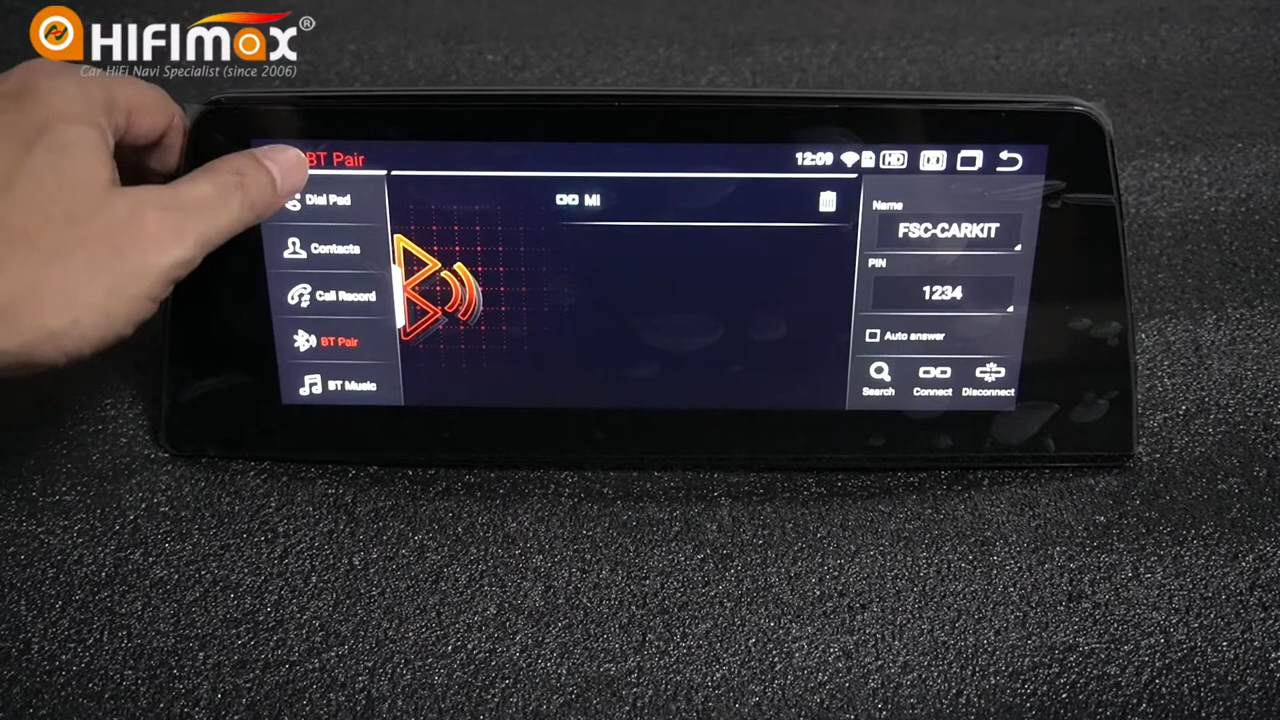 HiFiMax®
Car HiFi Navi Specialist (since 2006)
BT Pair
12:09
HD
Dial Pad
Contacts
Call Record
BT Pair
BT Music
MI
Name
FSC-CARKIT
PIN
1234
Auto answer
Search
Connect
Disconnect